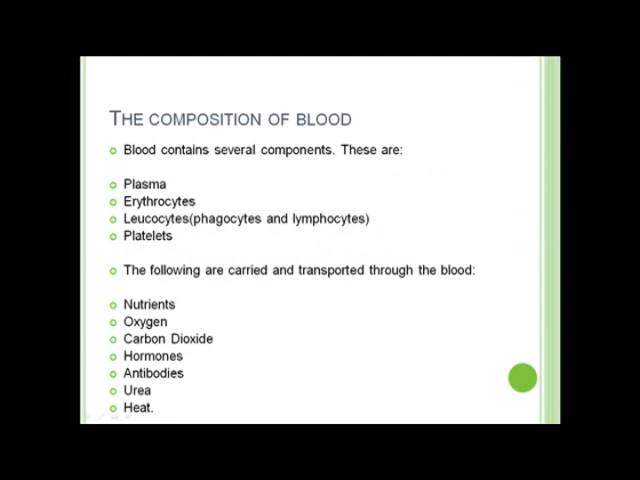 THE COMPOSITION OF BLOOD
Blood contains several components. These are:
Plasma
Erythrocytes
Leucocytes(phagocytes and lymphocytes)
Platelets
The following are carried and transported through the blood:
Nutrients
Oxygen
Carbon Dioxide
Hormones
Antibodies
Urea
Heat.